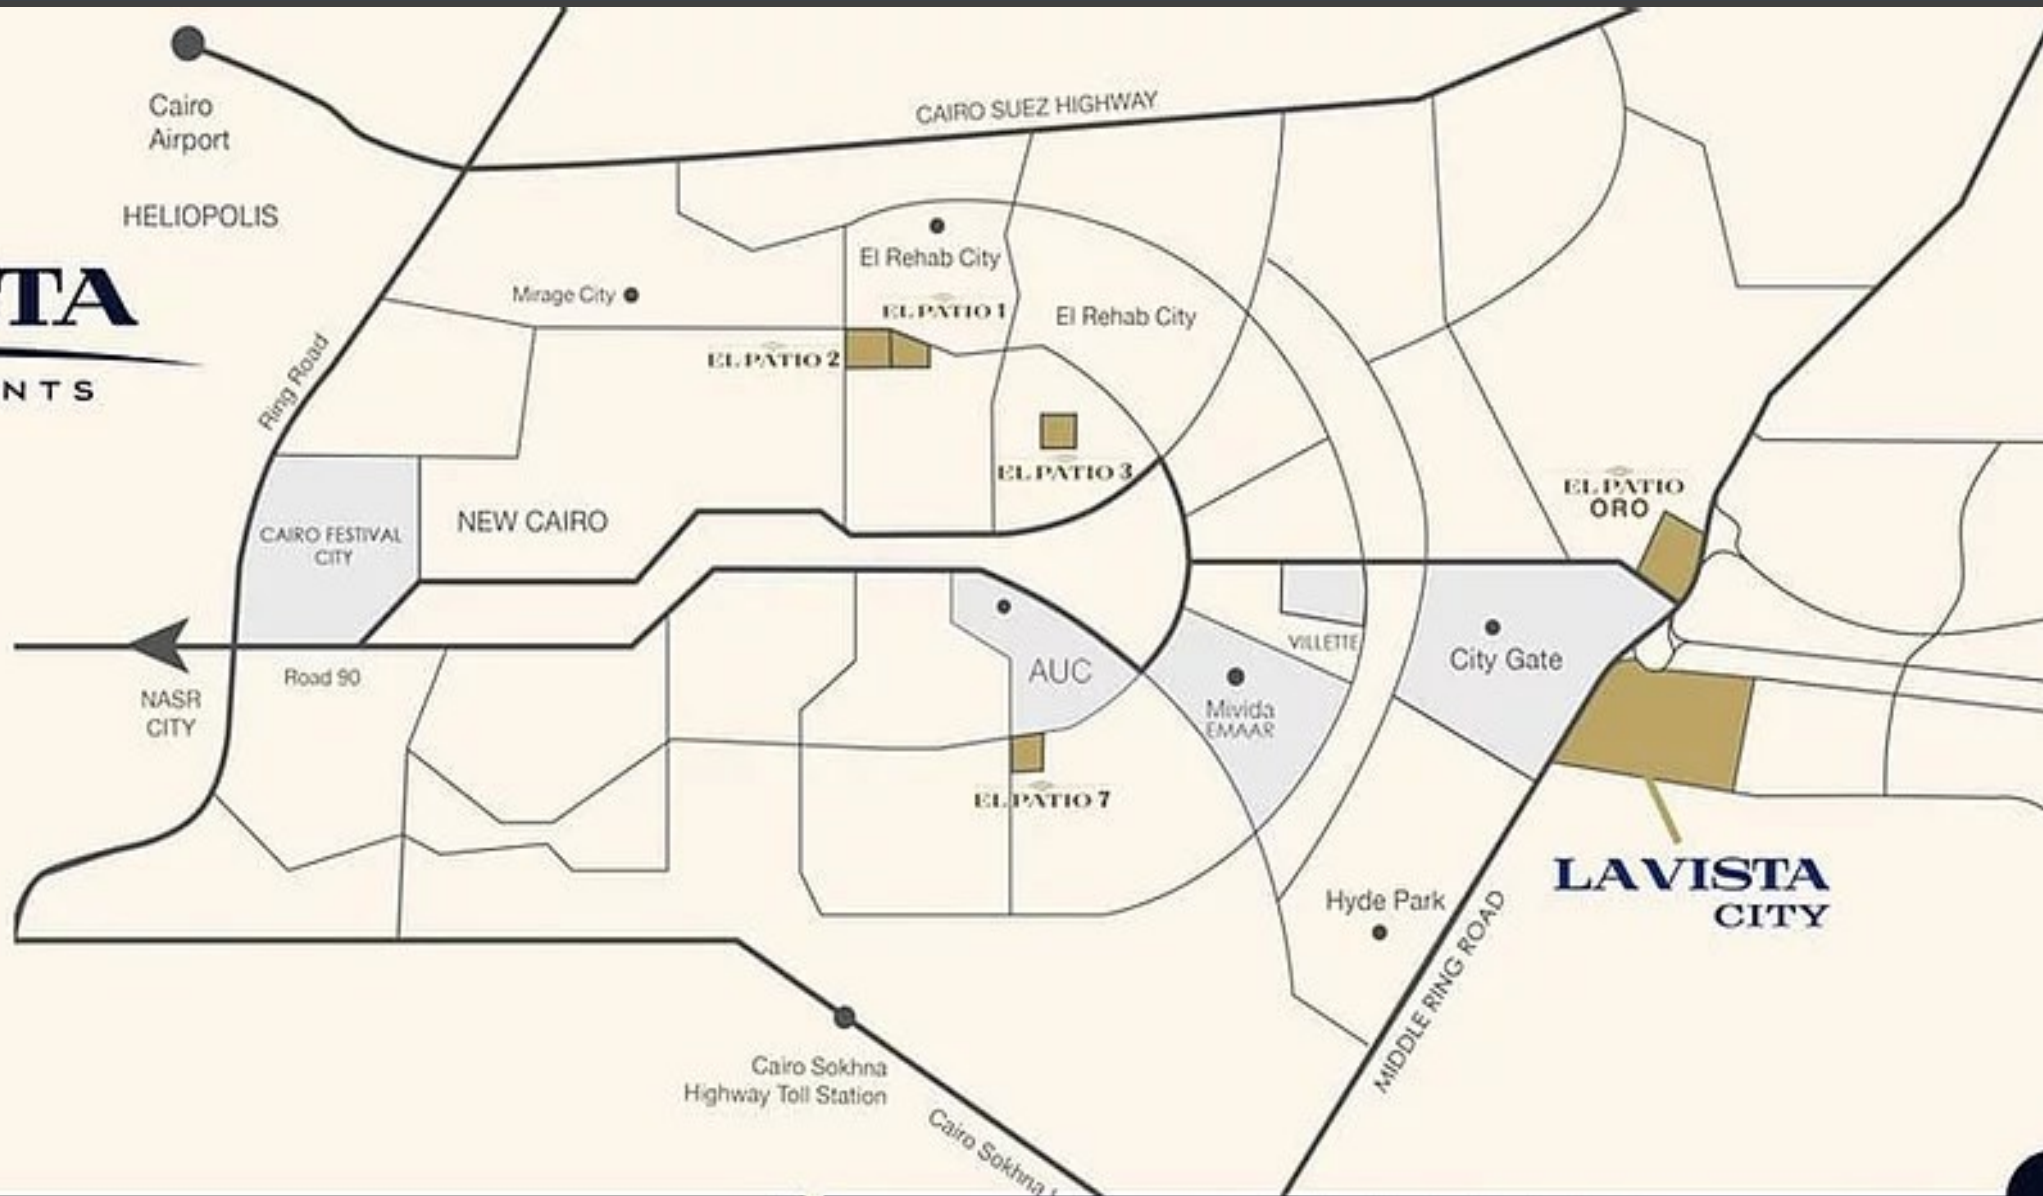 Cairo
Airport
CAIRO SUEZ HIGHWAY
HELIOPOLIS
TA
NTS
El Rehab City
Mirage City
EL PATIO 1
El Rehab City
EL PATIO 2
Ring Road
EL PATIO 3
EL PATIO
ORO
CAIRO FESTIVAL
CITY
NEW CAIRO
VILLETTE
City Gate
AUC
Road 90
NASR
CITY
Mivida
EMAAR
EL PATIO 7
LA VISTA
CITY
Hyde Park
MIDDLE RING ROAD
Cairo Sokhna
Highway Toll Station
Cairo Sokhna